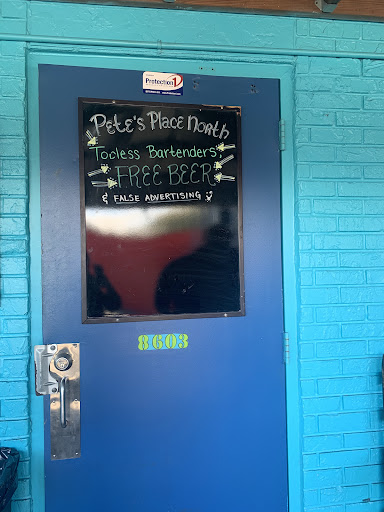 Protection 1
Pete's Place North
Topless Bartenders,
FREE BEER
& FALSE ADVERTISING
8603